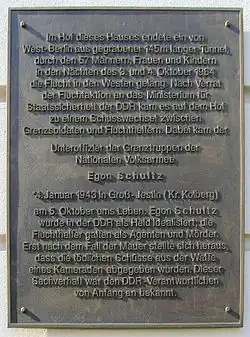 Im Hof dieses Hauses endete ein von
West-Berlin aus gegrabener 145m langer Tunnel,
durch den 57 Männern, Frauen und Kindern
in den Nächten des 3. und 4. Oktober 1964
die Flucht in den Westen gelang. Nach Verrat
der Fluchtaktion an das Ministerium für
Staatssicherheit der DDR kam es auf dem Hof
zu einem Schusswechsel zwischen
Grenzsoldaten und Fluchthelfern. Dabei kam der
Unteroffizier der Grenztruppen der
Nationalen Volksarmee
Egon Schultz
*4. Januar 1943 in Groß-Jestin (Kr. Kolberg)
am 5. Oktober ums Leben. Egon Schultz
wurde in der DDR als Held idealisiert; die
Fluchthelfer galten als Agenten und Mörder.
Erst nach dem Fall der Mauer stellte sich heraus,
dass die tödlichen Schüsse aus der Waffe
eines Kameraden abgegeben wurden. Dieser
Sachverhalt war den DDR-Verantwortlichen
von Anfang an bekannt.